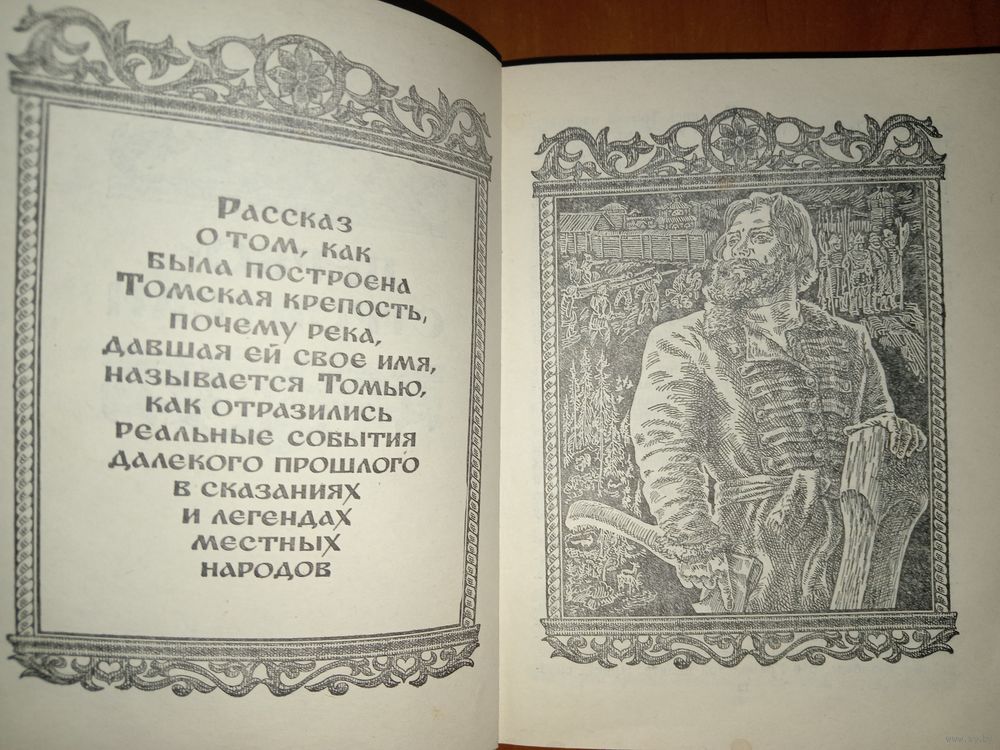 Рассказ
о том, как
была построена
Томская крепость,
почему река,
давшая ей свое имя,
называется Томью,
как отразились
реальные события
далекого прошлого
в сказаниях
и легендах
местных
народов